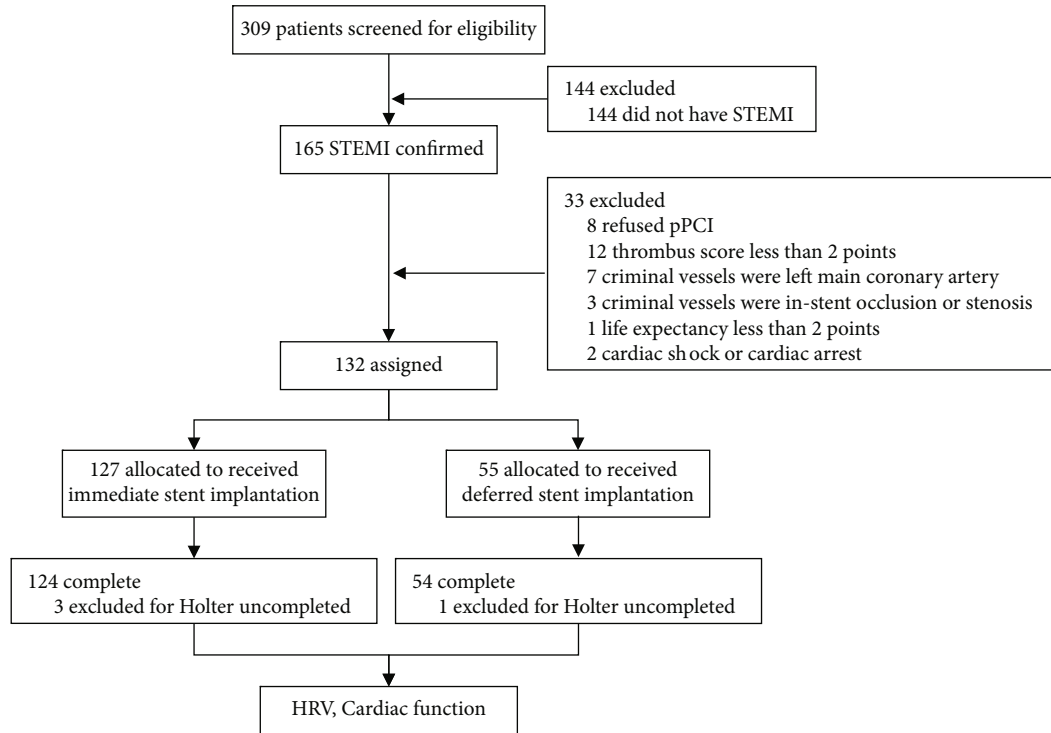 309 patients screened for eligibility
144 excluded
144 did not have STEMI
165 STEMI confirmed
33 excluded
8 refused pPCI
12 thrombus score less than 2 points
7 criminal vessels were left main coronary artery
3 criminal vessels were in-stent occlusion or stenosis
1 life expectancy less than 2 points
2 cardiac shock or cardiac arrest
132 assigned
127 allocated to received
immediate stent implantation
55 allocated to received
deferred stent implantation
124 complete
3 excluded for Holter uncompleted
54 complete
1 excluded for Holter uncompleted
HRV, Cardiac function